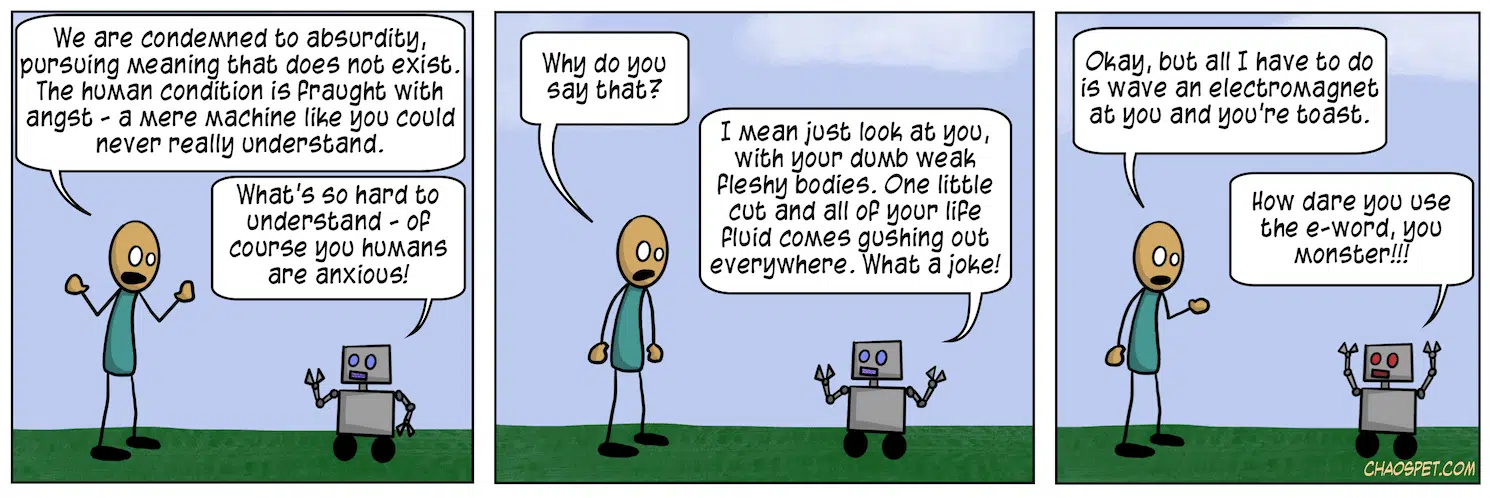 We are condemned to absurdity,
pursuing meaning that does not exist.
The human condition is fraught with
angst - a mere machine like you could
never really understand.
What's so hard to
understand - of
course you humans
are anxious!
Why do you
say that?
I mean just look at you,
with your dumb weak
fleshy bodies. One little
cut and all of your life
fluid comes gushing out
everywhere. What a joke!
Okay, but all I have to do
is wave an electromagnet
at you and you're toast.
How dare you use
the e-word, you
monster!!!
CHAOSPET.COM